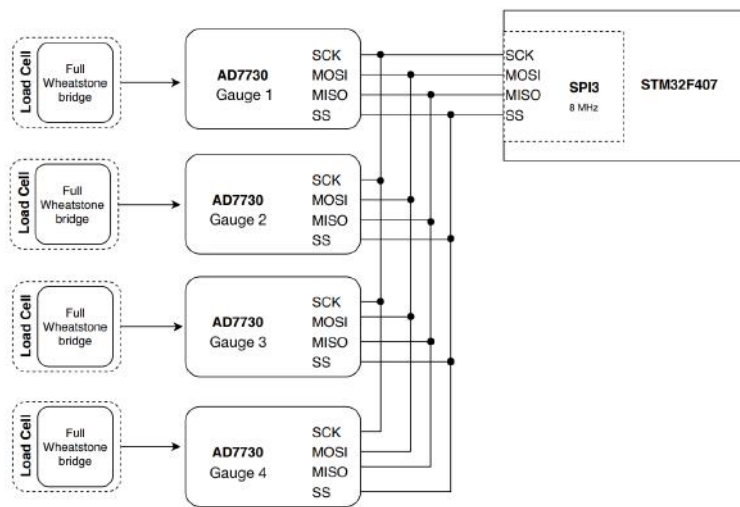 Load Cell
Full
Wheatstone
bridge
AD7730
Gauge 1
SCK
MOSI
MISO
SS
SCK
MOSI
MISO
SS
SPI3
8 MHz
STM32F407
Load Cell
Full
Wheatstone
bridge
AD7730
Gauge 2
SCK
MOSI
MISO
SS
Load Cell
Full
Wheatstone
bridge
AD7730
Gauge 3
SCK
MOSI
MISO
SS
Load Cell
Full
Wheatstone
bridge
AD7730
Gauge 4
SCK
MOSI
MISO
SS